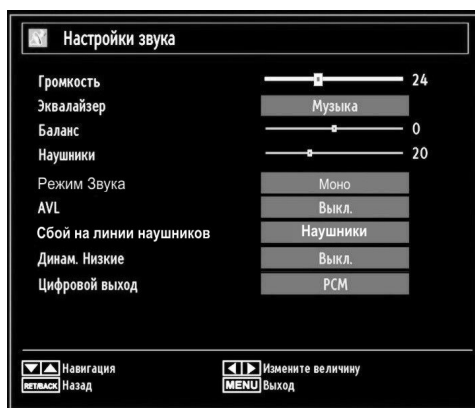 Настройки звука
Громкость 24
Эквалайзер Музыка
Баланс 0
Наушники 20
Режим Звука Моно
AVL Выкл.
Сбой на линии наушников Наушники
Динам. Низкие Выкл.
Цифровой выход PCM
Навигация Измените величину
RET/BACK Назад MENU Выход